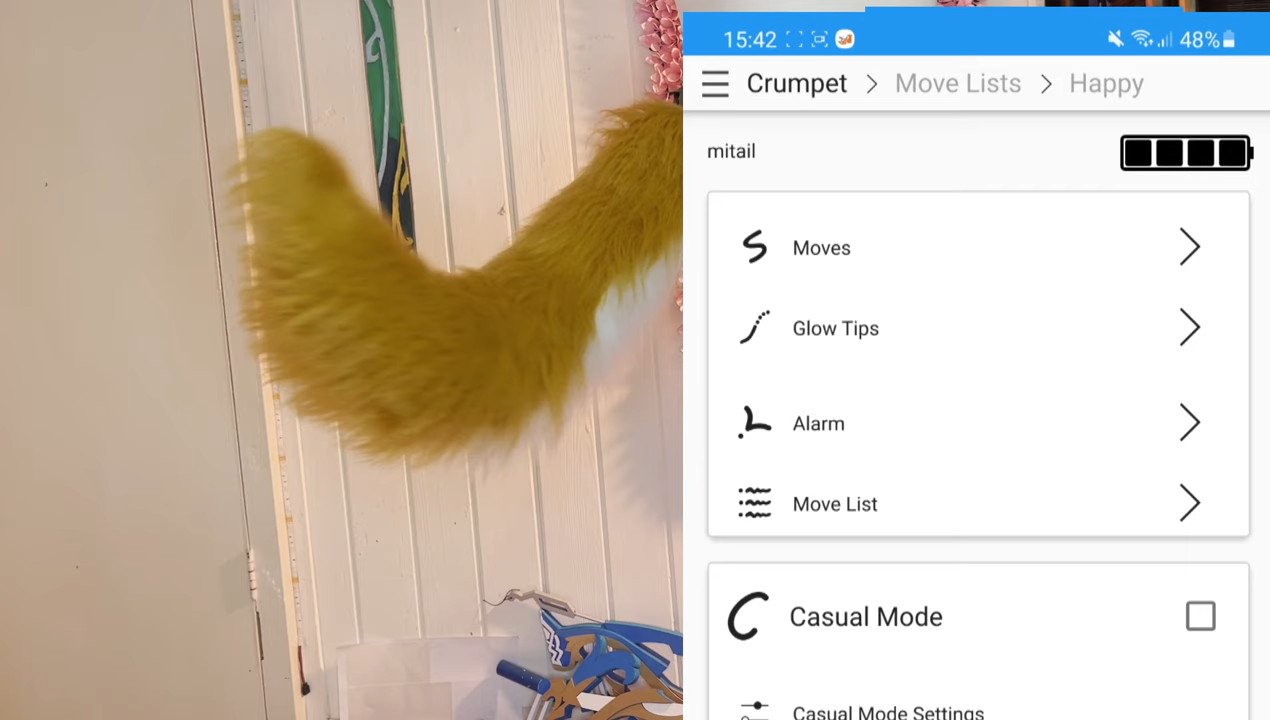 15:42 48%
Crumpet > Move Lists > Happy
mitail
Moves
Glow Tips
Alarm
Move List
Casual Mode
Casual Mode Settings